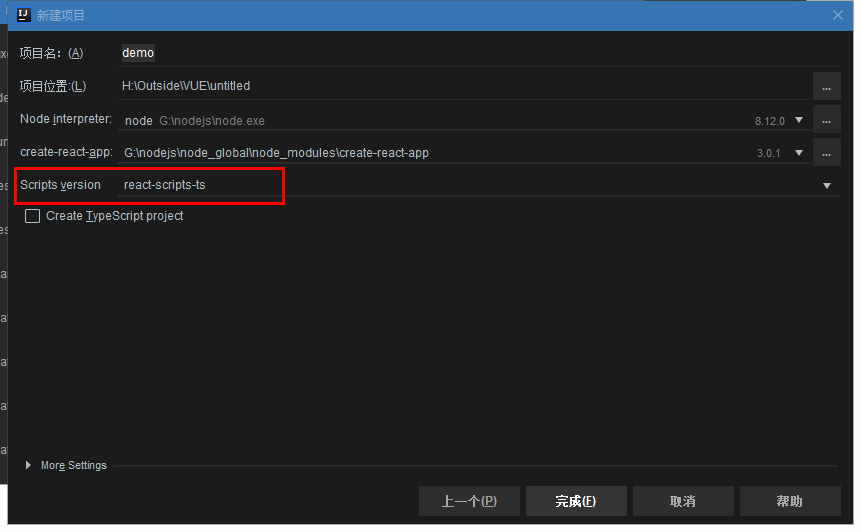 新建项目
项目名：(A) demo
项目位置:(L) H:\Outside\VUE\untitled ...
Node interpreter: node G:\nodejs\node.exe 8.12.0 ...
create-react-app: G:\nodejs\node_global\node_modules\create-react-app 3.0.1 ...
Scripts version react-scripts-ts
Create TypeScript project
More Settings
上一个(P) 完成(F) 取消 帮助